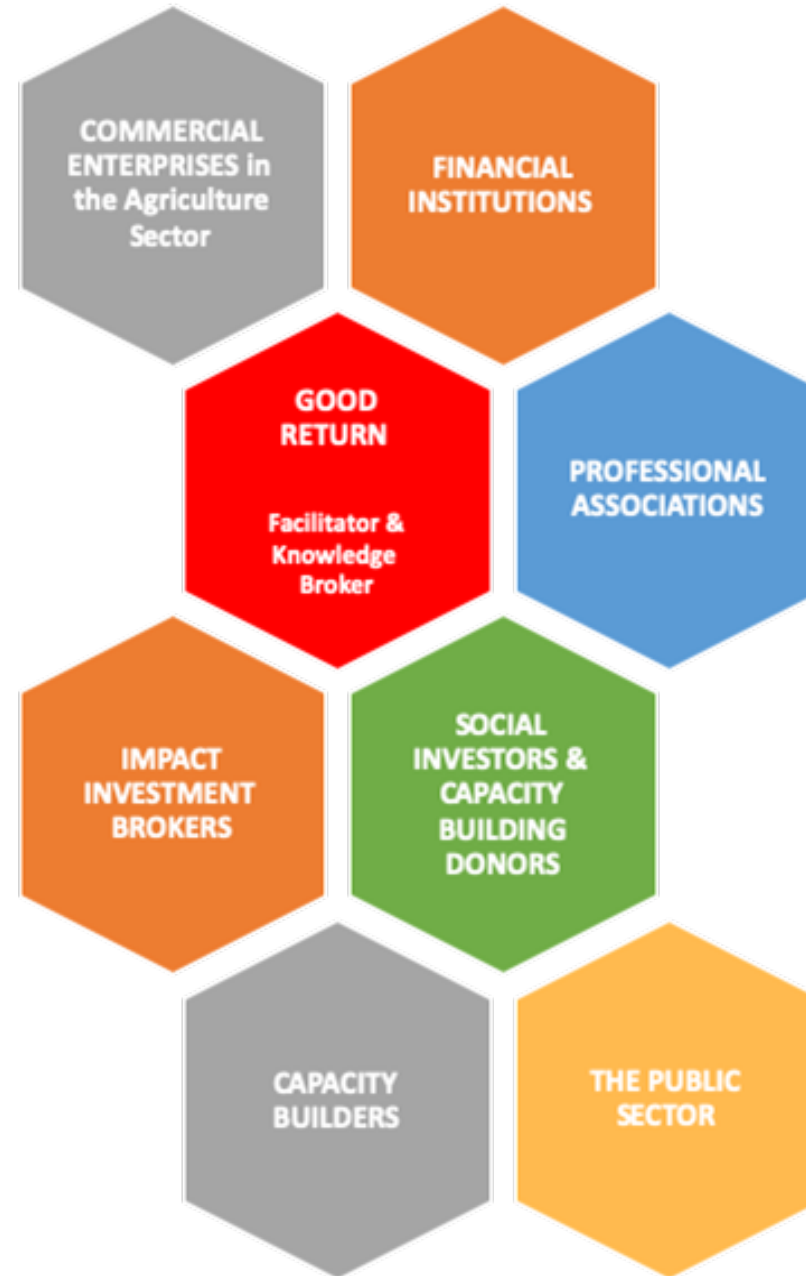 COMMERCIAL
ENTERPRISES in
the Agriculture
Sector
FINANCIAL
INSTITUTIONS
GOOD
RETURN
Facilitator &
Knowledge
Broker
PROFESSIONAL
ASSOCIATIONS
IMPACT
INVESTMENT
BROKERS
SOCIAL
INVESTORS &
CAPACITY
BUILDING
DONORS
CAPACITY
BUILDERS
THE PUBLIC
SECTOR